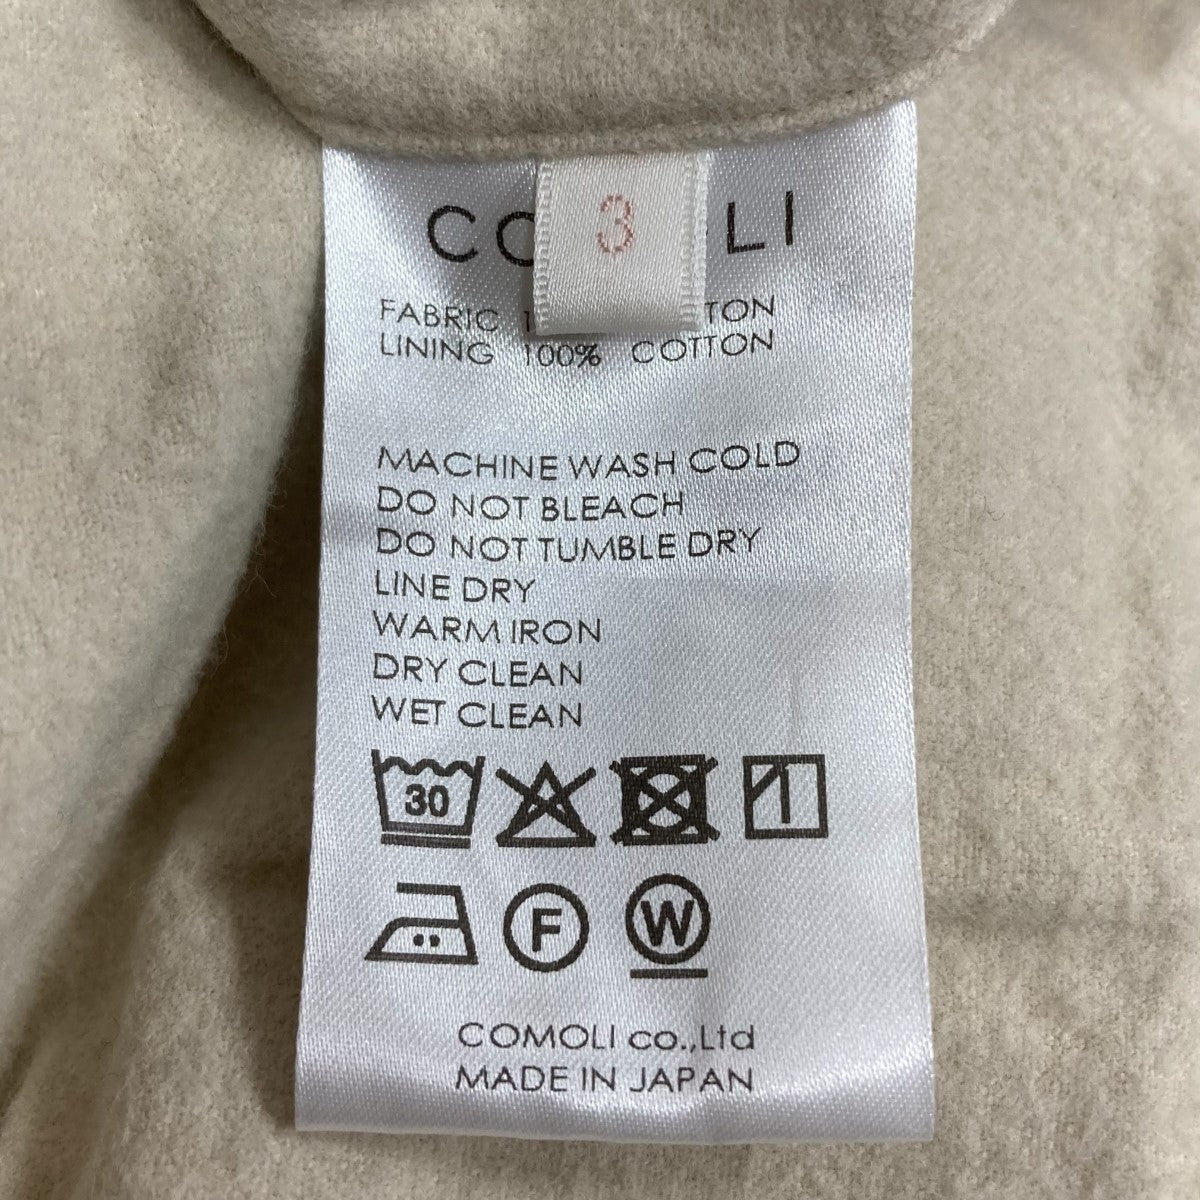 3
CO LI
FABRIC TON
LINING 100% COTTON
MACHINE WASH COLD
DO NOT BLEACH
DO NOT TUMBLE DRY
LINE DRY
WARM IRON
DRY CLEAN
WET CLEAN
30
F W
COMOLI co.,Ltd
MADE IN JAPAN